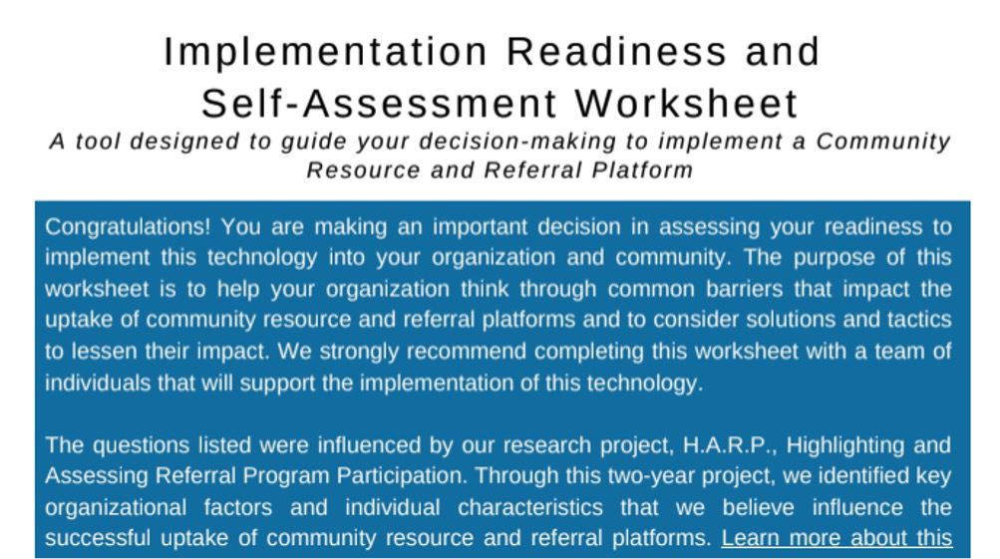 Implementation Readiness and
Self-Assessment Worksheet
A tool designed to guide your decision-making to implement a Community
Resource and Referral Platform
Congratulations! You are making an important decision in assessing your readiness to
implement this technology into your organization and community. The purpose of this
worksheet is to help your organization think through common barriers that impact the
uptake of community resource and referral platforms and to consider solutions and tactics
to lessen their impact. We strongly recommend completing this worksheet with a team of
individuals that will support the implementation of this technology.
The questions listed were influenced by our research project, H.A.R.P., Highlighting and
Assessing Referral Program Participation. Through this two-year project, we identified key
organizational factors and individual characteristics that we believe influence the
successful uptake of community resource and referral platforms. Learn more about this